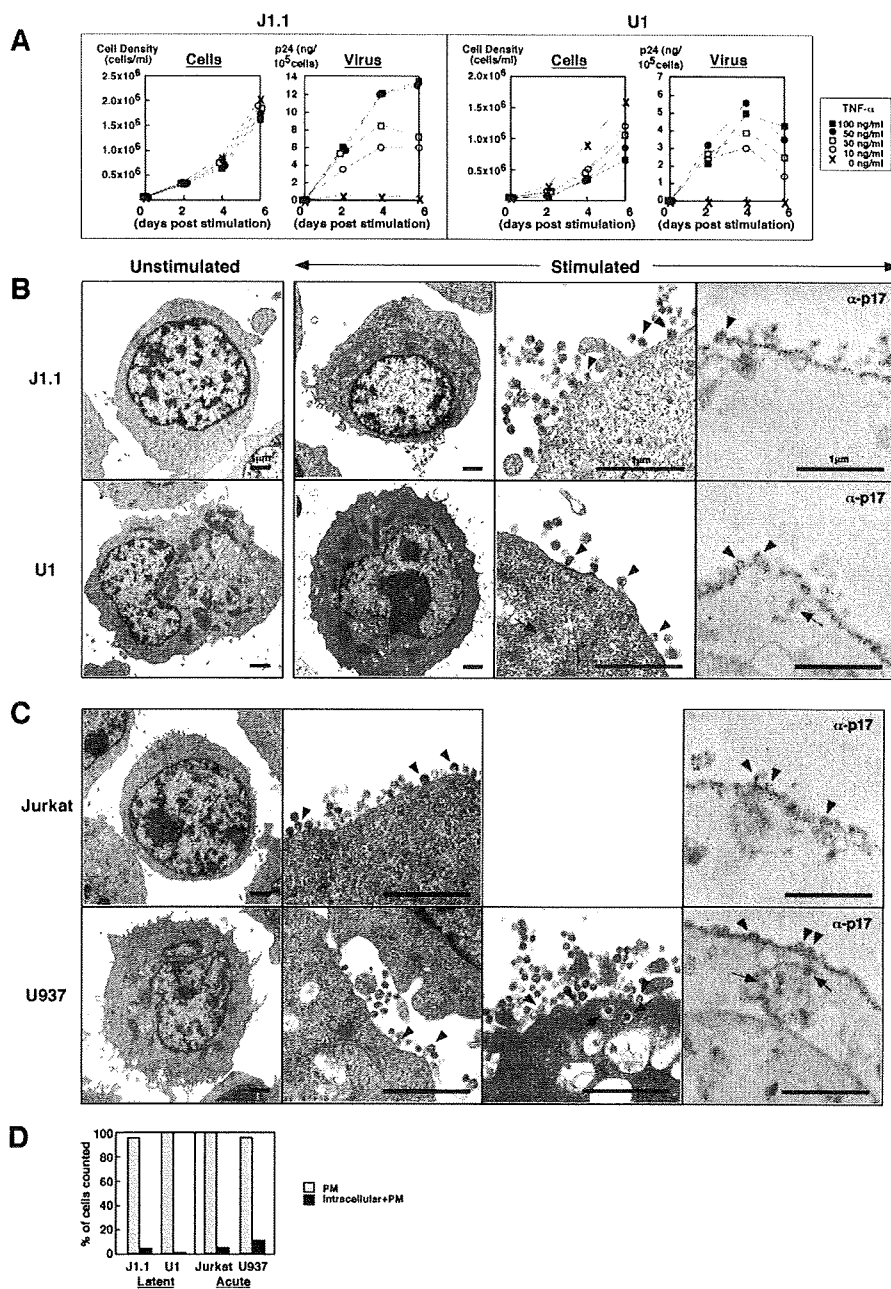 A
J1.1
U1
Cell Density
(cells/ml)
Cells
2.5x10⁶
2.0x10⁶
1.5x10⁶
1.0x10⁶
0.5x10⁶
0 2 4 6
(days post stimulation)
p24 (ng/
10⁵cells)
Virus
14
12
10
8
6
4
2
0
0 2 4 6
(days post stimulation)
Cell Density
(cells/ml)
Cells
2.0x10⁶
1.5x10⁶
1.0x10⁶
0.5x10⁶
0 2 4 6
(days post stimulation)
p24 (ng/
10⁵cells)
Virus
7
6
5
4
3
2
1
0
0 2 4 6
(days post stimulation)
TNF-α
100 ng/ml
50 ng/ml
30 ng/ml
10 ng/ml
0 ng/ml
Unstimulated
Stimulated
B
J1.1
1μm
1μm
α-p17
1μm
U1
α-p17
C
Jurkat
α-p17
U937
α-p17
D
% of cells counted
100
80
60
40
20
0
J1.1 U1 Jurkat U937
Latent Acute
PM
Intracellular+PM